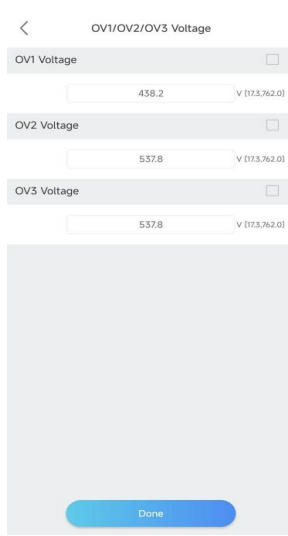 OV1/OV2/OV3 Voltage
OV1 Voltage
438.2 V (17.3,762.0)
OV2 Voltage
537.8 V (17.3,762.0)
OV3 Voltage
537.8 V (17.3,762.0)
Done